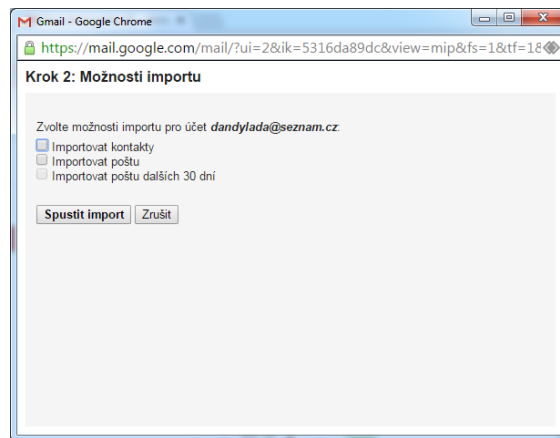 Gmail - Google Chrome
https://mail.google.com/mail/?ui=2&ik=5316da89dc&view=mip&fs=1&tf=1&
Krok 2: Možnosti importu
Zvolte možnosti importu pro účet dandylada@seznam.cz:
Importovat kontakty
Importovat poštu
Importovat poštu dalších 30 dní
Spustit import Zrušit